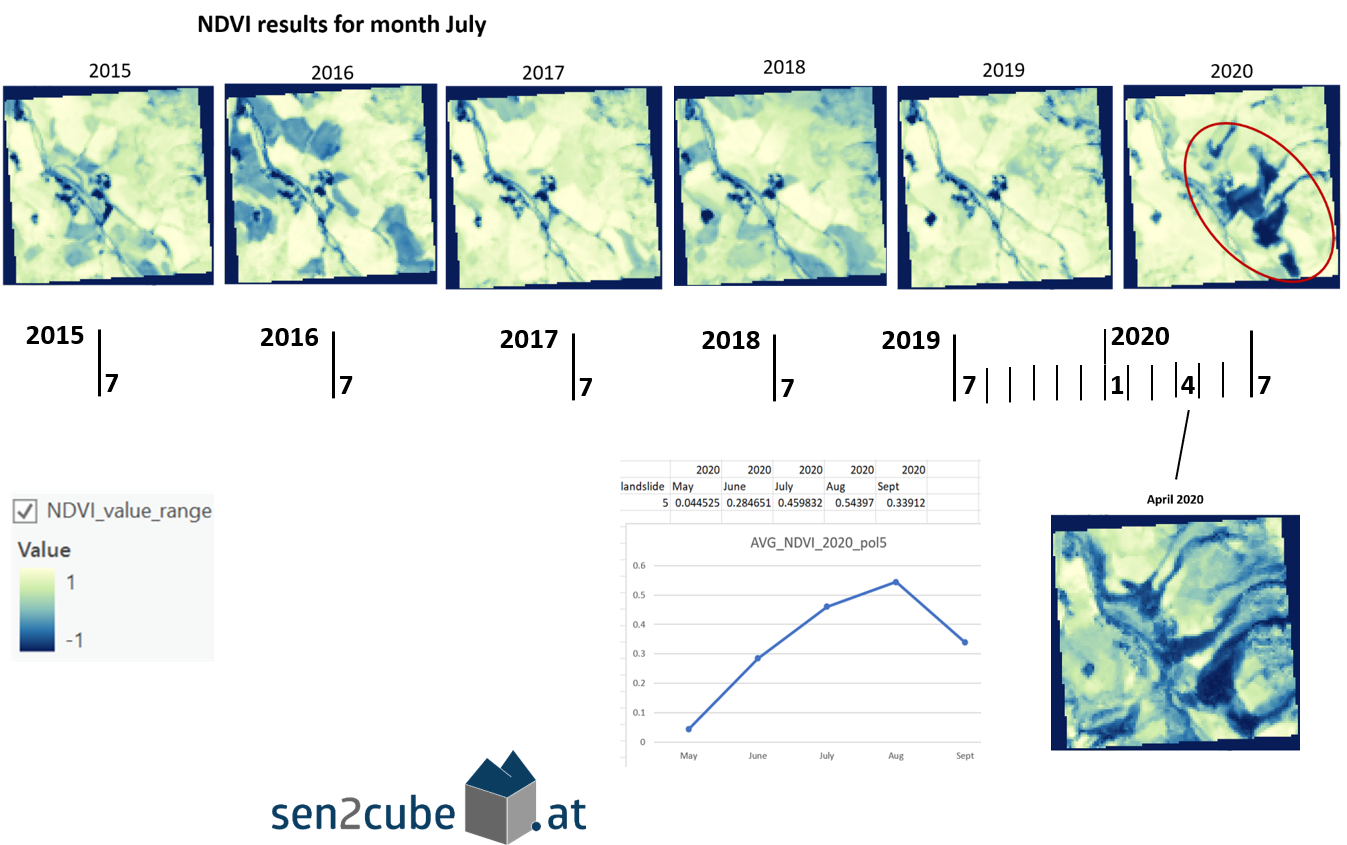 NDVI results for month July
2015 2016 2017 2018 2019 2020
2015 2016 2017 2018 2019 2020
7 7 7 7 7 1 4 7
2020 2020 2020 2020 2020
landslide May June July Aug Sept
5 0.044525 0.284651 0.459832 0.54397 0.33912
April 2020
NDVI_value_range
Value
1
-1
AVG_NDVI_2020_pol5
0.6
0.5
0.4
0.3
0.2
0.1
0
May June July Aug Sept
sen2cube.at